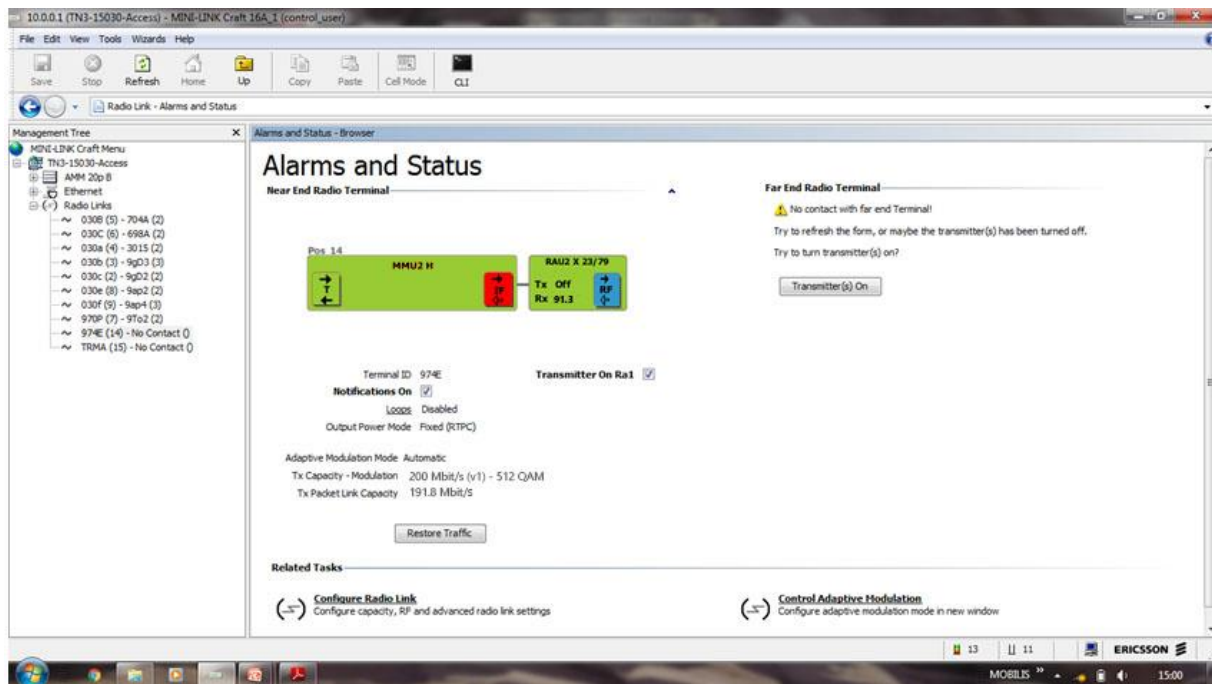 10.0.0.1 (TN3-15030-Access) - MINI-LINK Craft 16A_1 (control_user)
File Edit View Tools Wizards Help
Save Stop Refresh Home Up Copy Paste Cell Mode CLI
Radio Link - Alarms and Status
Management Tree X
MINI-LINK Craft Menu
TN3-15030-Access
AMM 20p B
Ethernet
Radio Links
030B (5) - 704A (2)
030C (6) - 698A (2)
030a (4) - 3015 (2)
030b (3) - 9gD3 (3)
030c (2) - 9gD2 (2)
030e (8) - 9ap2 (2)
030f (9) - 9ap4 (3)
970P (7) - 9To2 (2)
974E (14) - No Contact ()
TRMA (15) - No Contact ()
Alarms and Status - Browser
Alarms and Status
Near End Radio Terminal
Pos 14
MMU2 H
T
IF
RAU2 X 23/79
Tx Off
Rx 91.3
RF
Terminal ID 974E
Transmitter On Ra1
Notifications On
Loops Disabled
Output Power Mode Fixed (RTPC)
Adaptive Modulation Mode Automatic
Tx Capacity - Modulation 200 Mbit/s (v1) - 512 QAM
Tx Packet Link Capacity 191.8 Mbit/s
Restore Traffic
Far End Radio Terminal
No contact with far end Terminal!
Try to refresh the form, or maybe the transmitter(s) has been turned off.
Try to turn transmitter(s) on?
Transmitter(s) On
Related Tasks
Configure Radio Link
Configure capacity, RF and advanced radio link settings
Control Adaptive Modulation
Configure adaptive modulation mode in new window
13 11 ERICSSON
MOBILIS » 15:00